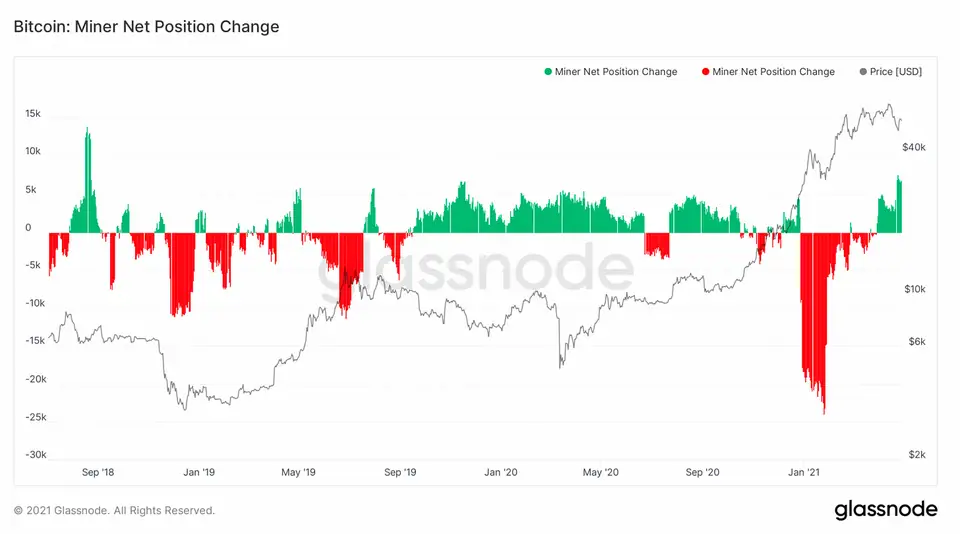 Bitcoin: Miner Net Position Change
Miner Net Position Change Miner Net Position Change Price [USD]
15k
10k
5k
0
-5k
-10k
-15k
-20k
-25k
-30k
$40k
$10k
$6k
$2k
glassnode
Sep '18 Jan '19 May '19 Sep '19 Jan '20 May '20 Sep '20 Jan '21
© 2021 Glassnode. All Rights Reserved.
glassnode